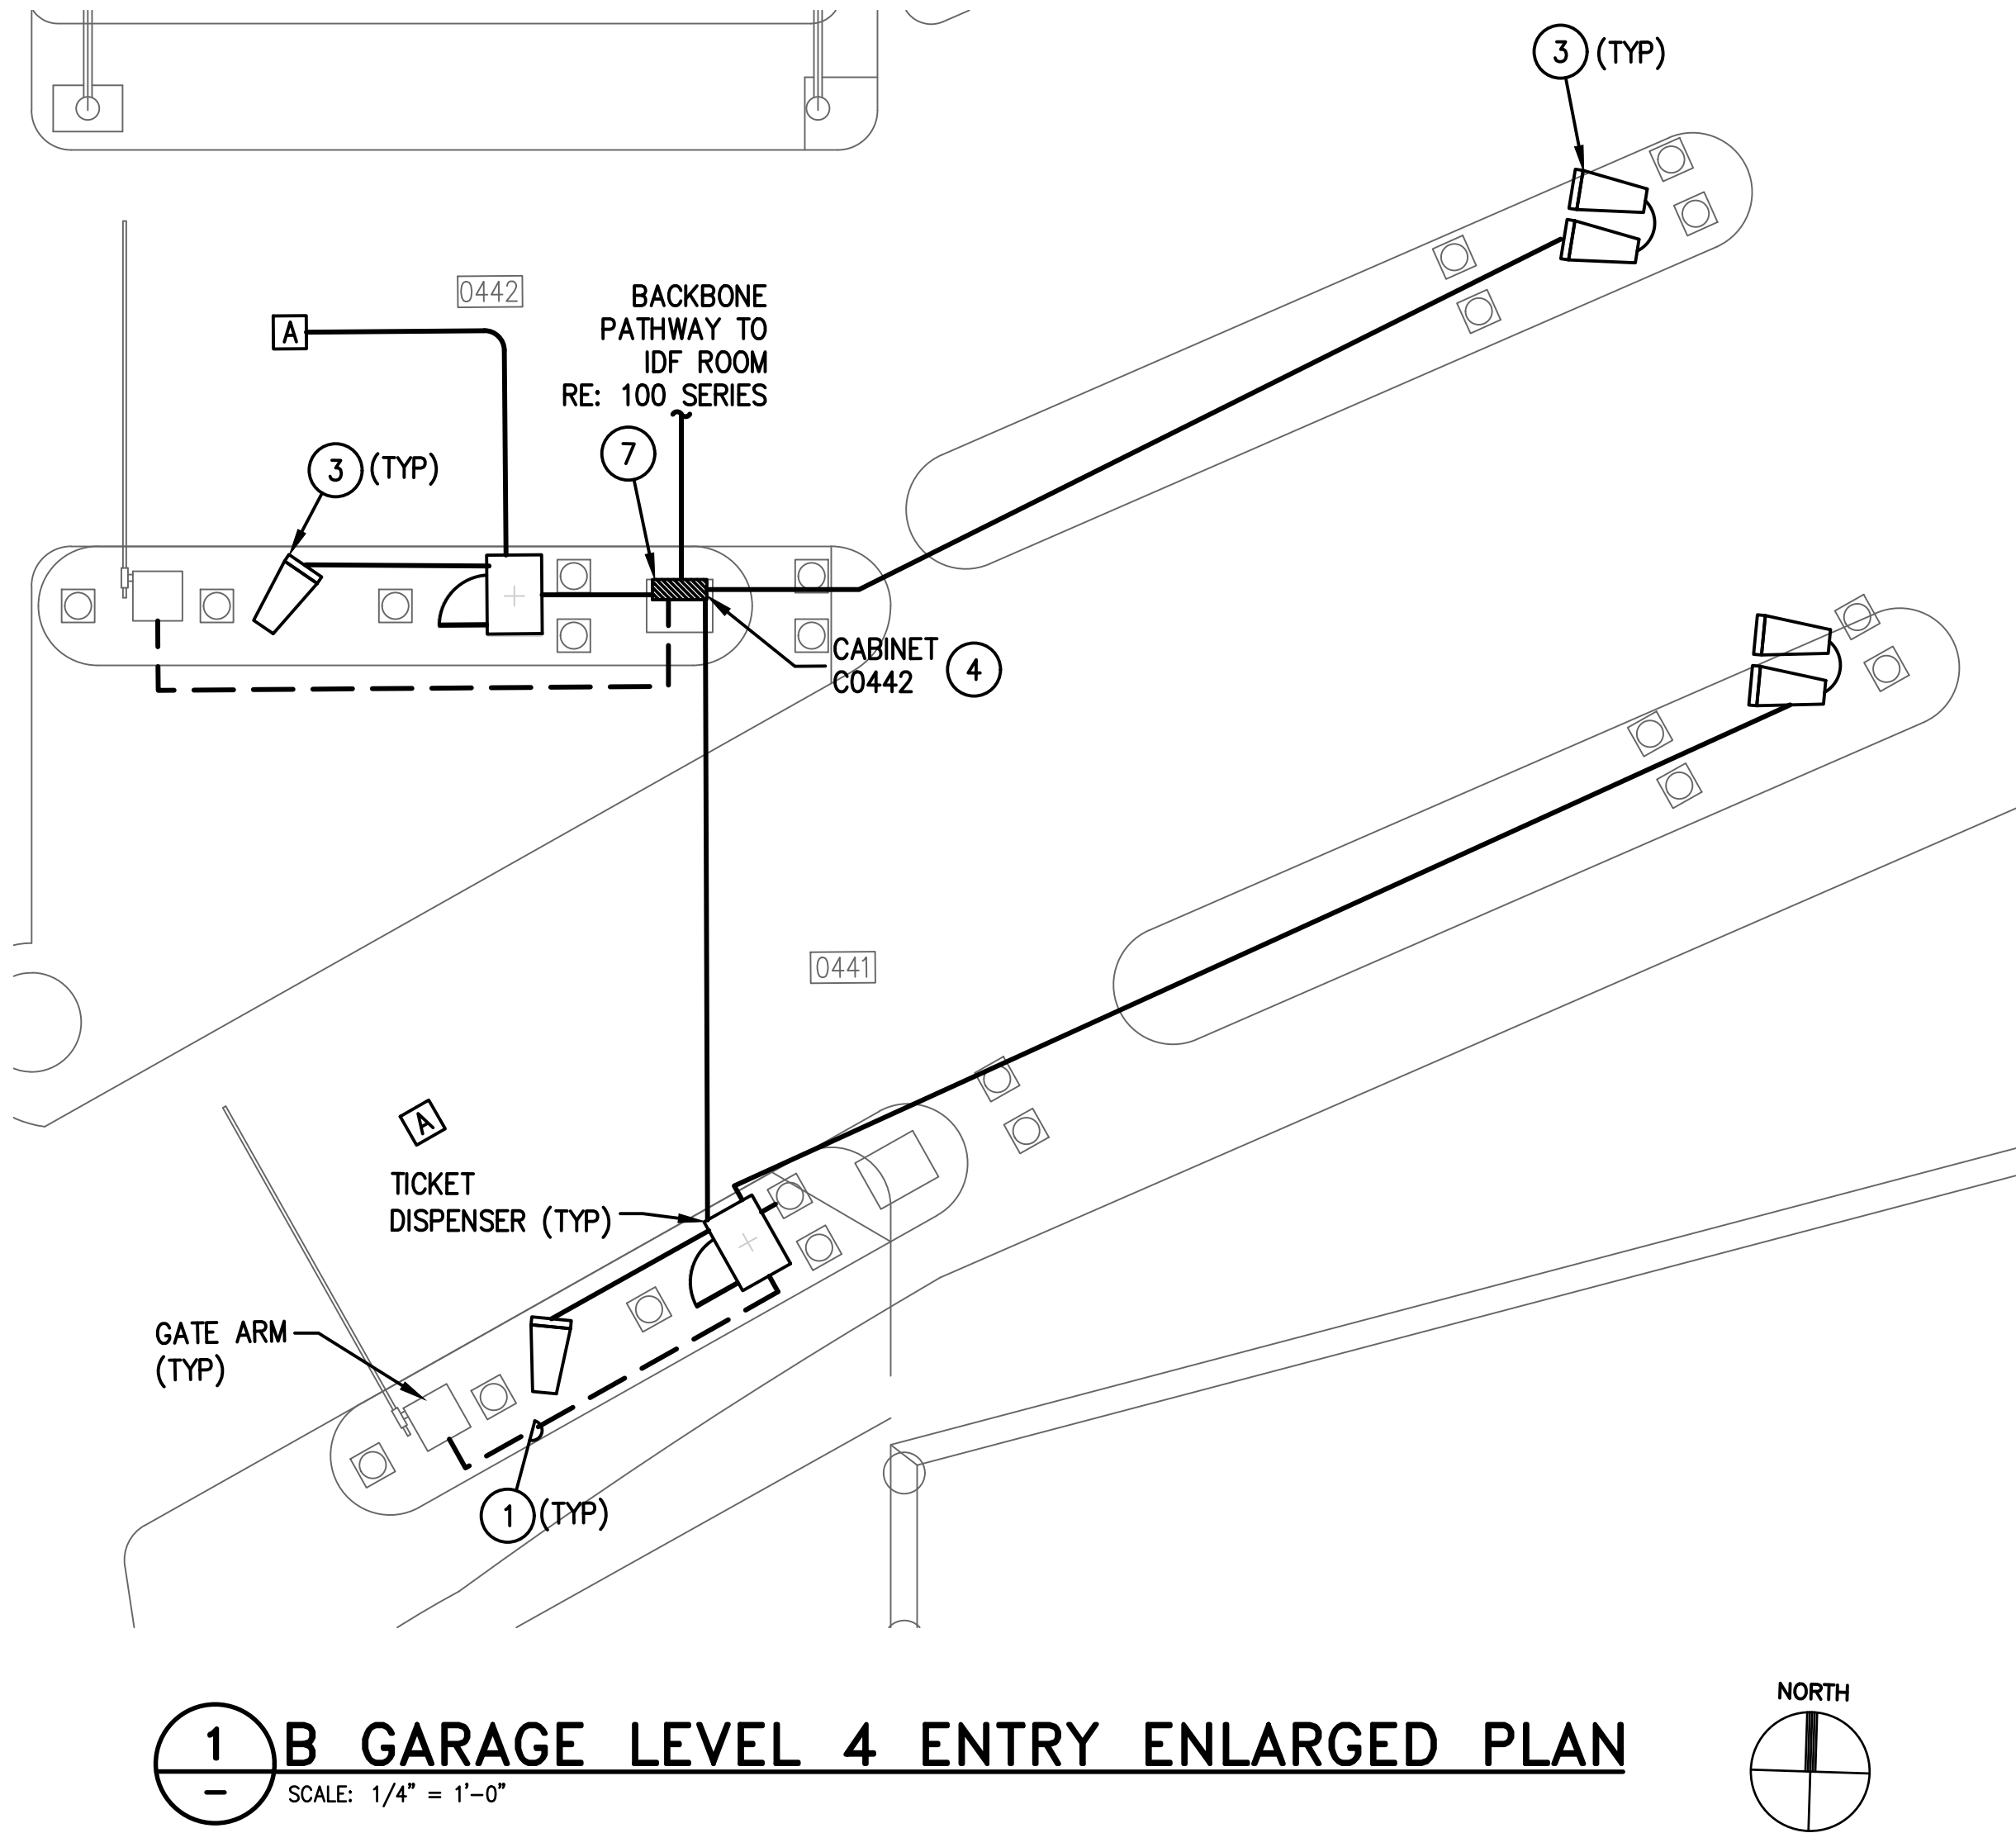 3 (TYP)
0442
BACKBONE
PATHWAY TO
IDF ROOM
RE: 100 SERIES
A
3 (TYP)
7
CABINET
C0442
4
0441
A
TICKET
DISPENSER (TYP)
GATE ARM
(TYP)
1 (TYP)
1
–
B GARAGE LEVEL 4 ENTRY ENLARGED PLAN
SCALE: 1/4" = 1'-0"
NORTH